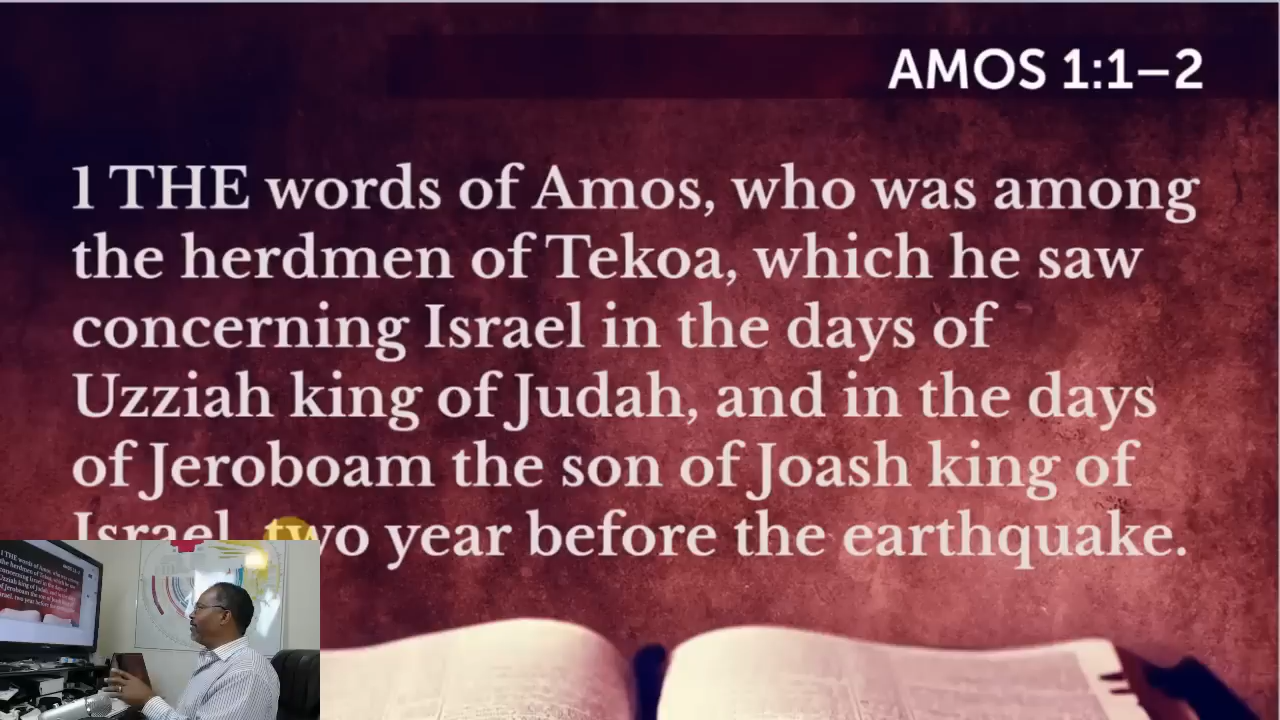 AMOS 1:1–2
1 THE words of Amos, who was among
the herdmen of Tekoa, which he saw
concerning Israel in the days of
Uzziah king of Judah, and in the days
of Jeroboam the son of Joash king of
Israel, two year before the earthquake.